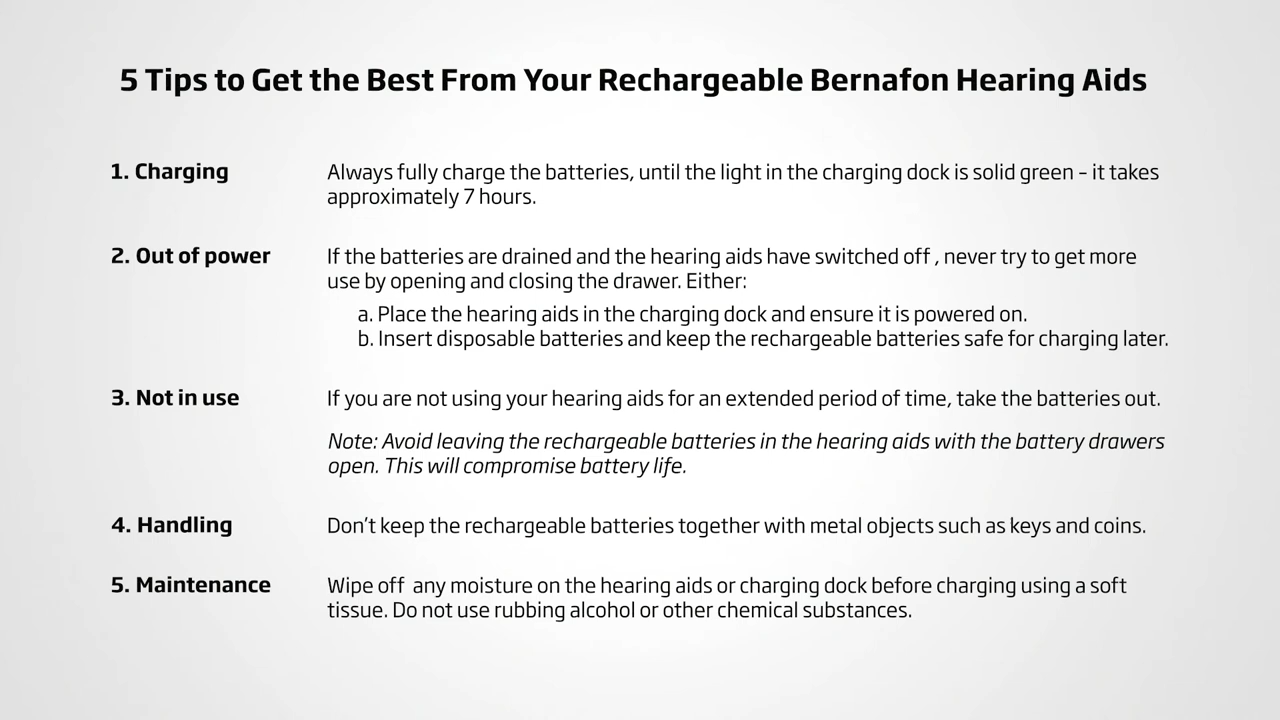 5 Tips to Get the Best From Your Rechargeable Bernafon Hearing Aids
1. Charging
Always fully charge the batteries, until the light in the charging dock is solid green – it takes
approximately 7 hours.
2. Out of power
If the batteries are drained and the hearing aids have switched off , never try to get more
use by opening and closing the drawer. Either:
a. Place the hearing aids in the charging dock and ensure it is powered on.
b. Insert disposable batteries and keep the rechargeable batteries safe for charging later.
3. Not in use
If you are not using your hearing aids for an extended period of time, take the batteries out.
Note: Avoid leaving the rechargeable batteries in the hearing aids with the battery drawers
open. This will compromise battery life.
4. Handling
Don’t keep the rechargeable batteries together with metal objects such as keys and coins.
5. Maintenance
Wipe off any moisture on the hearing aids or charging dock before charging using a soft
tissue. Do not use rubbing alcohol or other chemical substances.